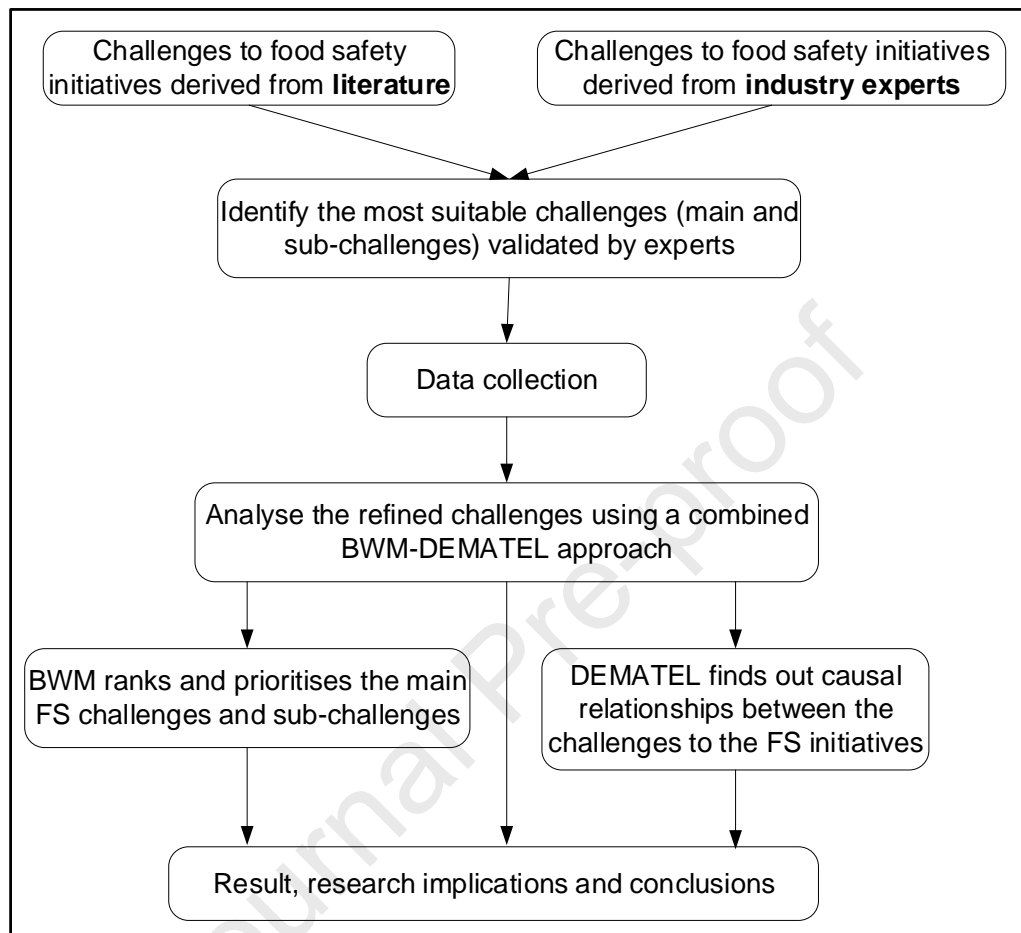 Challenges to food safety
initiatives derived from literature
Challenges to food safety initiatives
derived from industry experts
Identify the most suitable challenges (main and
sub-challenges) validated by experts
Data collection
Analyse the refined challenges using a combined
BWM-DEMATEL approach
BWM ranks and prioritises the main
FS challenges and sub-challenges
DEMATEL finds out causal
relationships between the
challenges to the FS initiatives
Result, research implications and conclusions
urnal Pre-proof